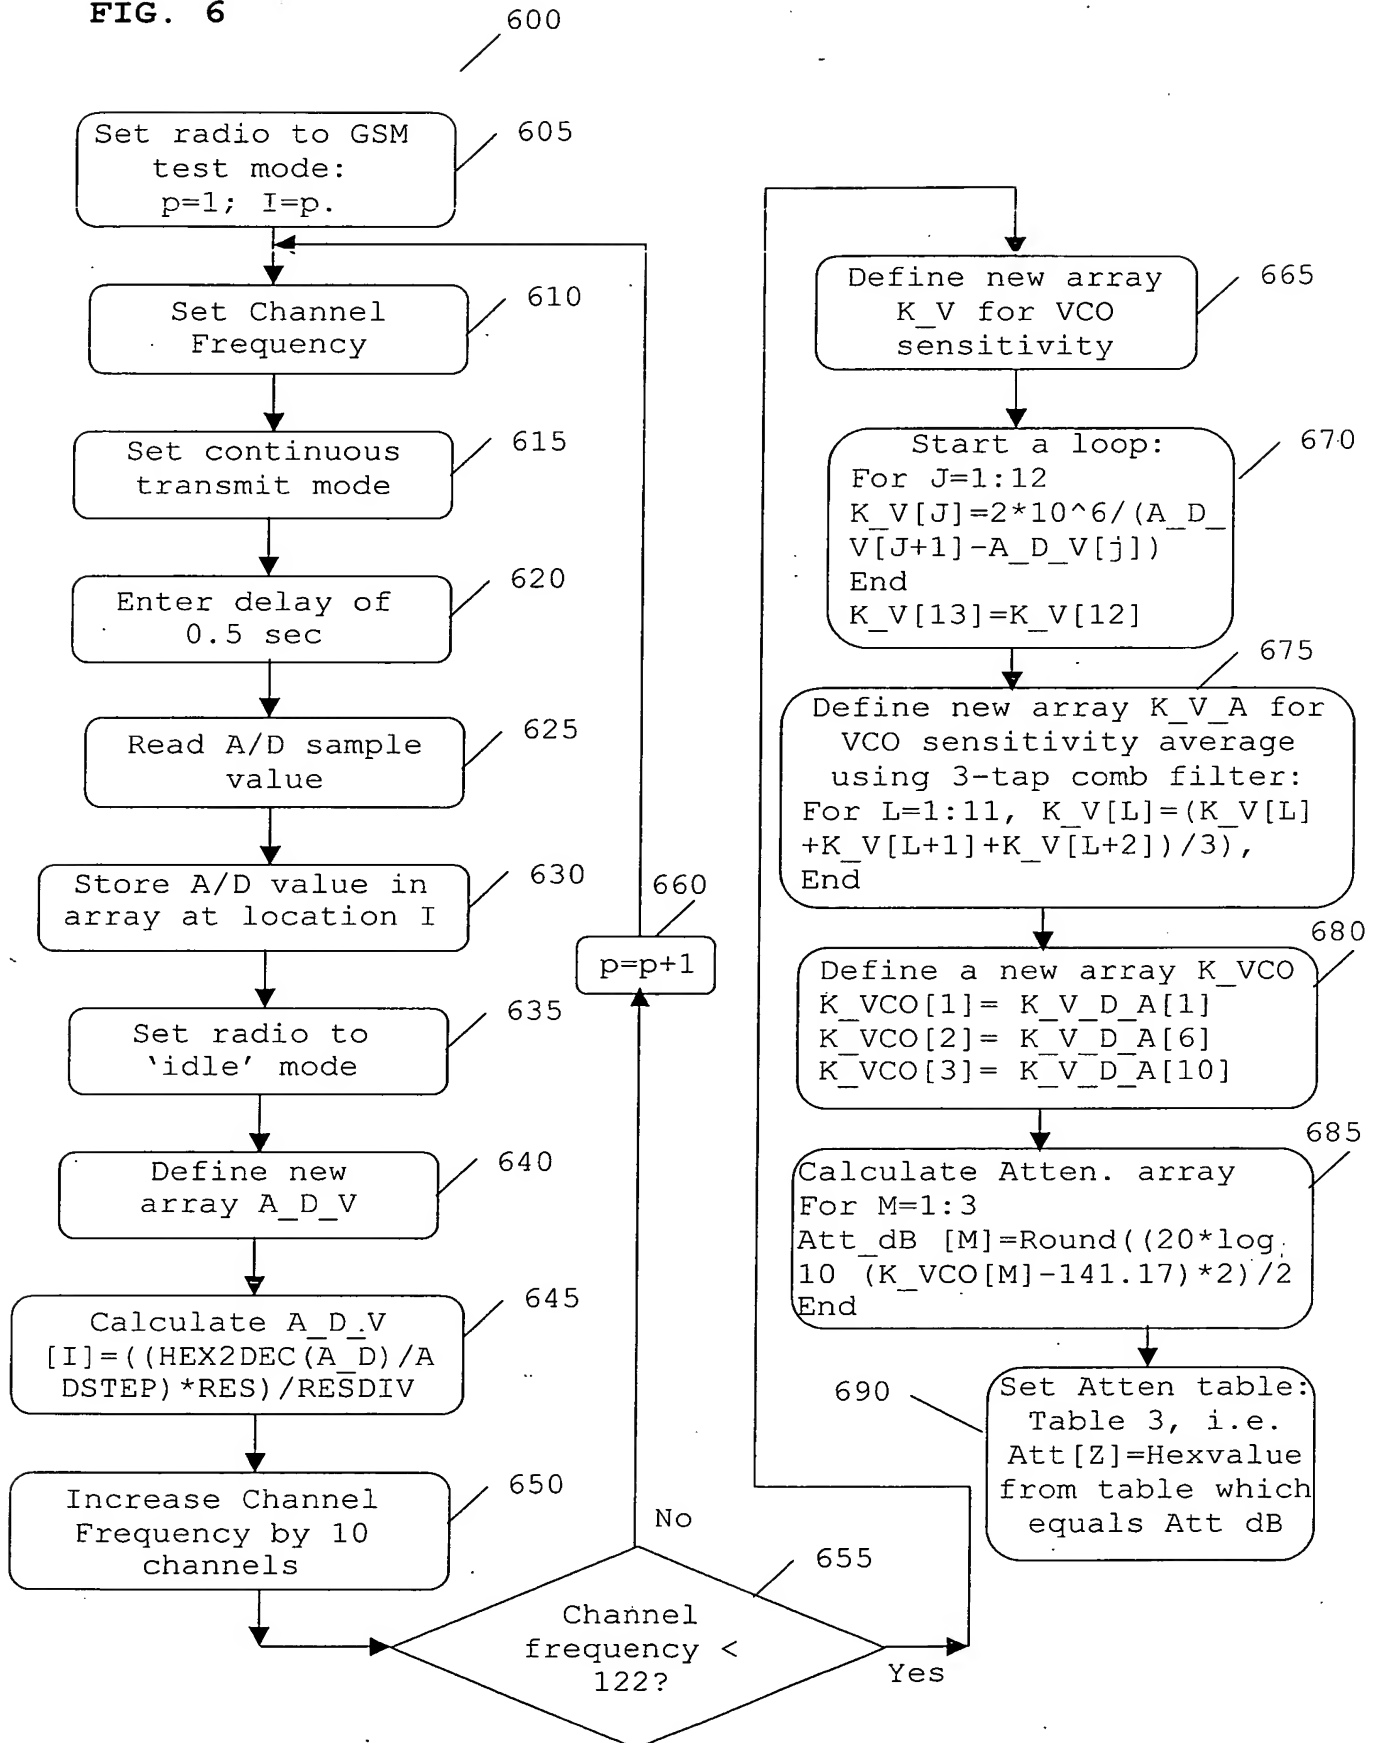 FIG. 6
600
Set radio to GSM
test mode:
p=1; I=p.
605
Set Channel
Frequency
610
Set continuous
transmit mode
615
Enter delay of
0.5 sec
620
Read A/D sample
value
625
Store A/D value in
array at location I
630
Set radio to
‘idle’ mode
635
Define new
array A_D_V
640
Calculate A_D_V
[I]=((HEX2DEC(A_D)/A
DSTEP)*RES)/RESDIV
645
Increase Channel
Frequency by 10
channels
650
Channel
frequency <
122?
655
No
Yes
p=p+1
660
Define new array
K_V for VCO
sensitivity
665
Start a loop:
For J=1:12
K_V[J]=2*10^6/(A_D_
V[J+1]-A_D_V[j])
End
K_V[13]=K_V[12]
670
Define new array K_V_A for
VCO sensitivity average
using 3-tap comb filter:
For L=1:11, K_V[L]=(K_V[L]
+K_V[L+1]+K_V[L+2])/3),
End
675
Define a new array K_VCO
K_VCO[1]= K_V_D_A[1]
K_VCO[2]= K_V_D_A[6]
K_VCO[3]= K_V_D_A[10]
680
Calculate Atten. array
For M=1:3
Att_dB [M]=Round((20*log
10 (K_VCO[M]-141.17)*2)/2
End
685
Set Atten table:
Table 3, i.e.
Att[Z]=Hexvalue
from table which
equals Att dB
690